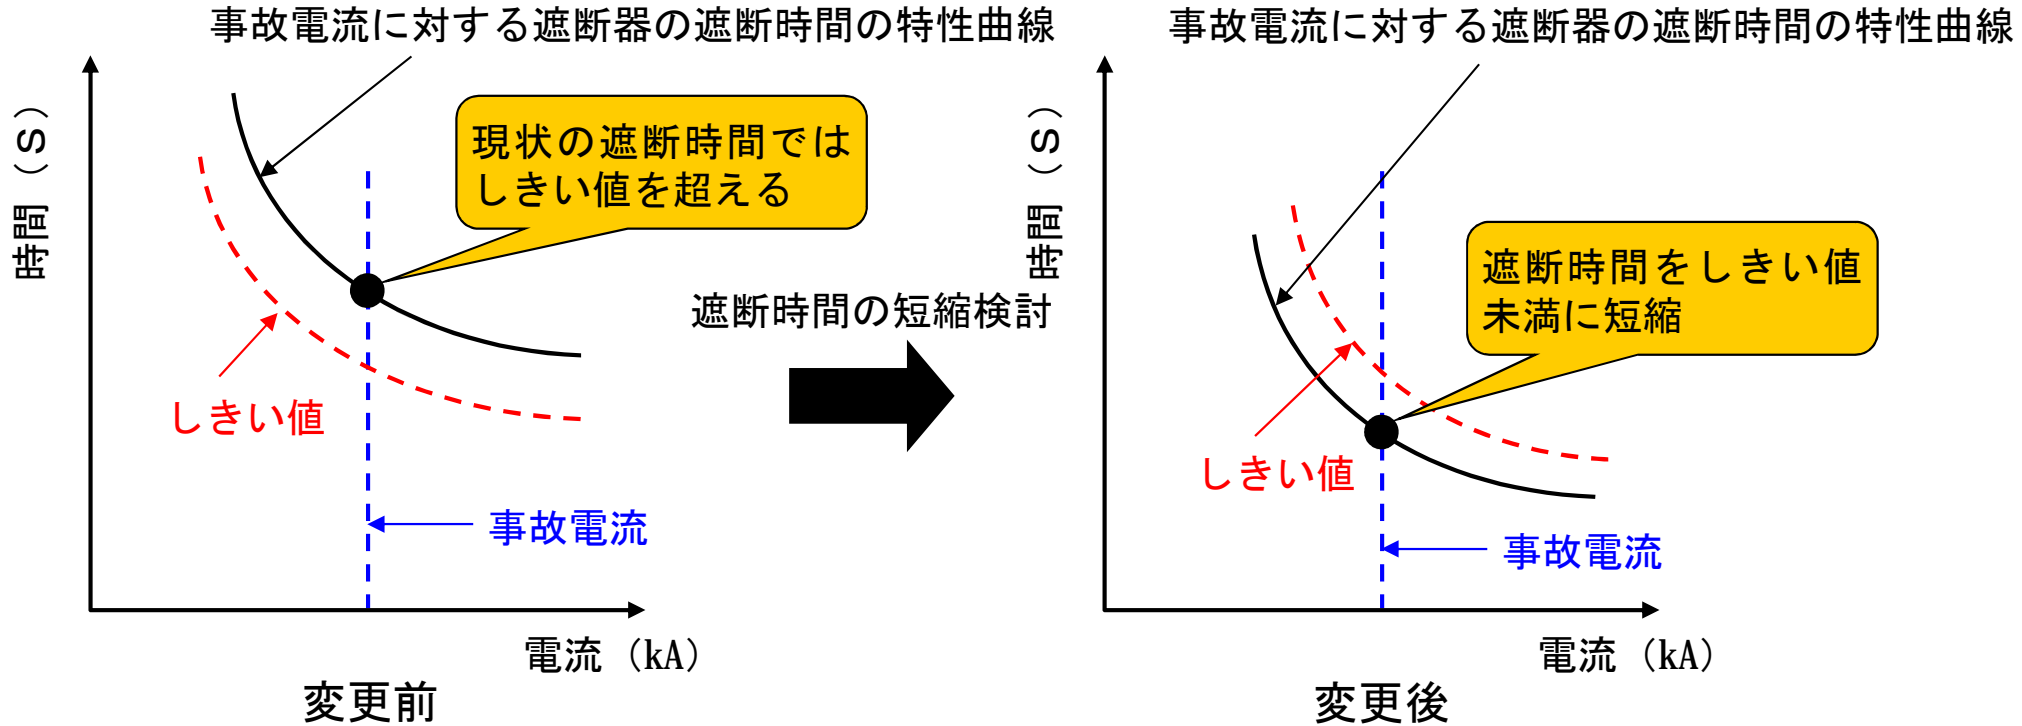 事故電流に対する遮断器の遮断時間の特性曲線
時間（S）
現状の遮断時間では
しきい値を超える
しきい値
事故電流
電流（kA）
変更前
遮断時間の短縮検討
事故電流に対する遮断器の遮断時間の特性曲線
時間（S）
遮断時間をしきい値
未満に短縮
しきい値
事故電流
電流（kA）
変更後